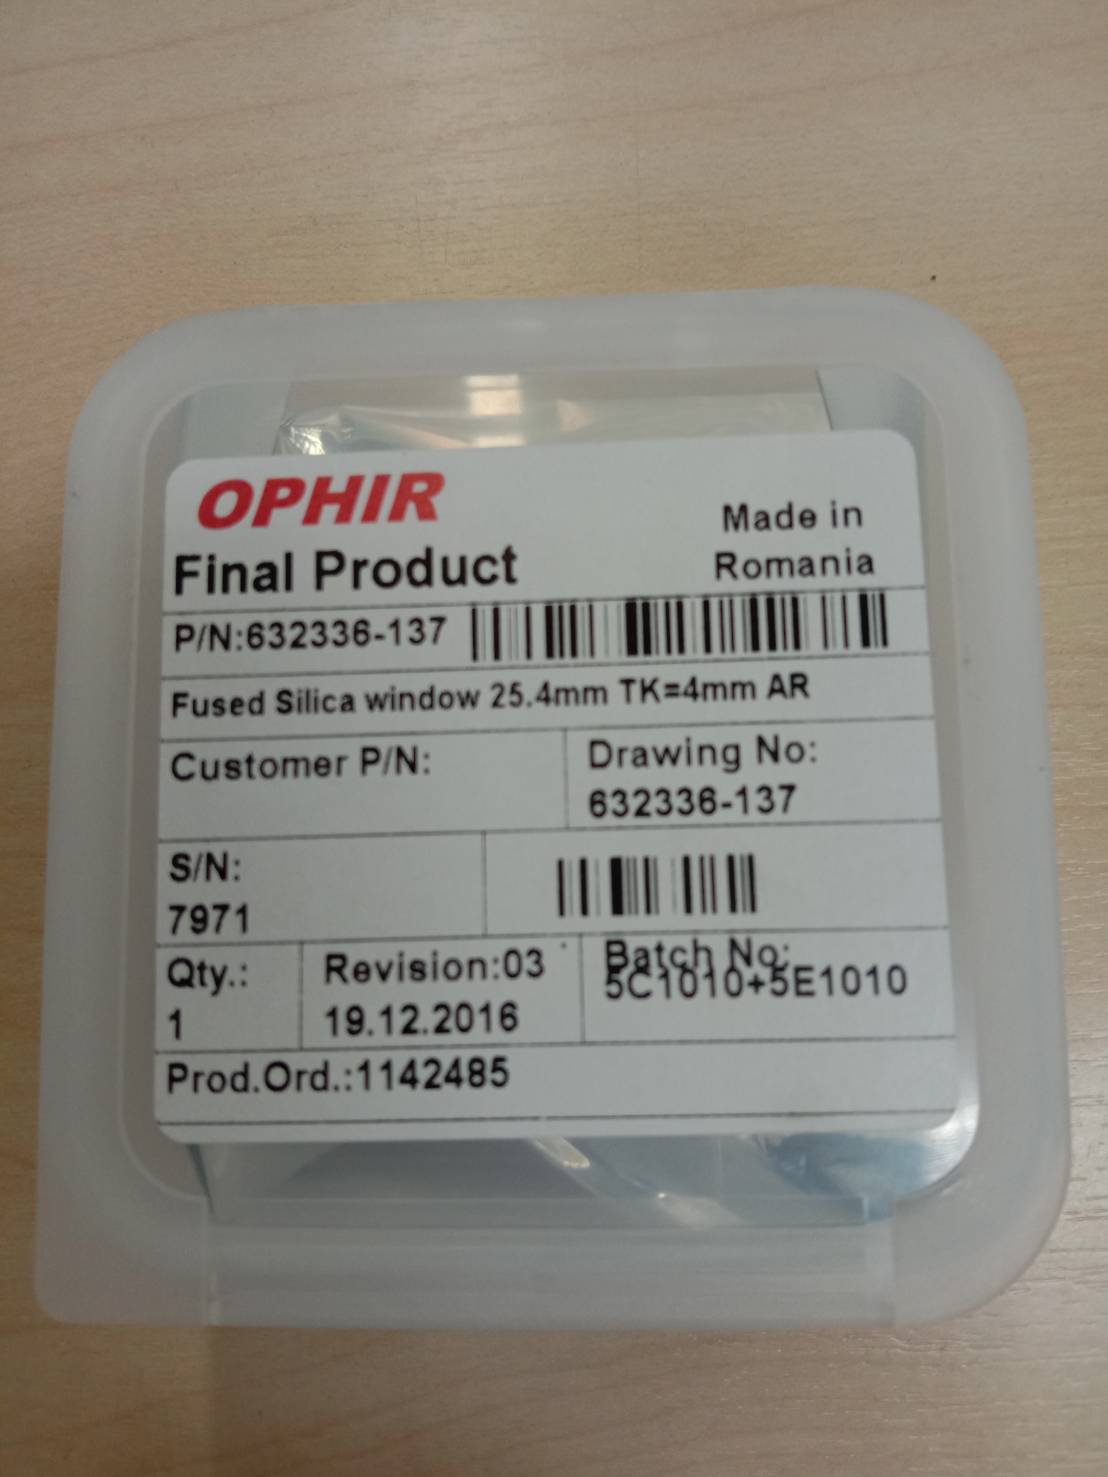 OPHIR
Made in
Romania
Final Product
P/N:632336-137
Fused Silica window 25.4mm TK=4mm AR
Customer P/N:
Drawing No:
632336-137
S/N:
7971
Qty.:
1
Revision:03
19.12.2016
Batch No:
5C1010+5E1010
Prod.Ord.:1142485